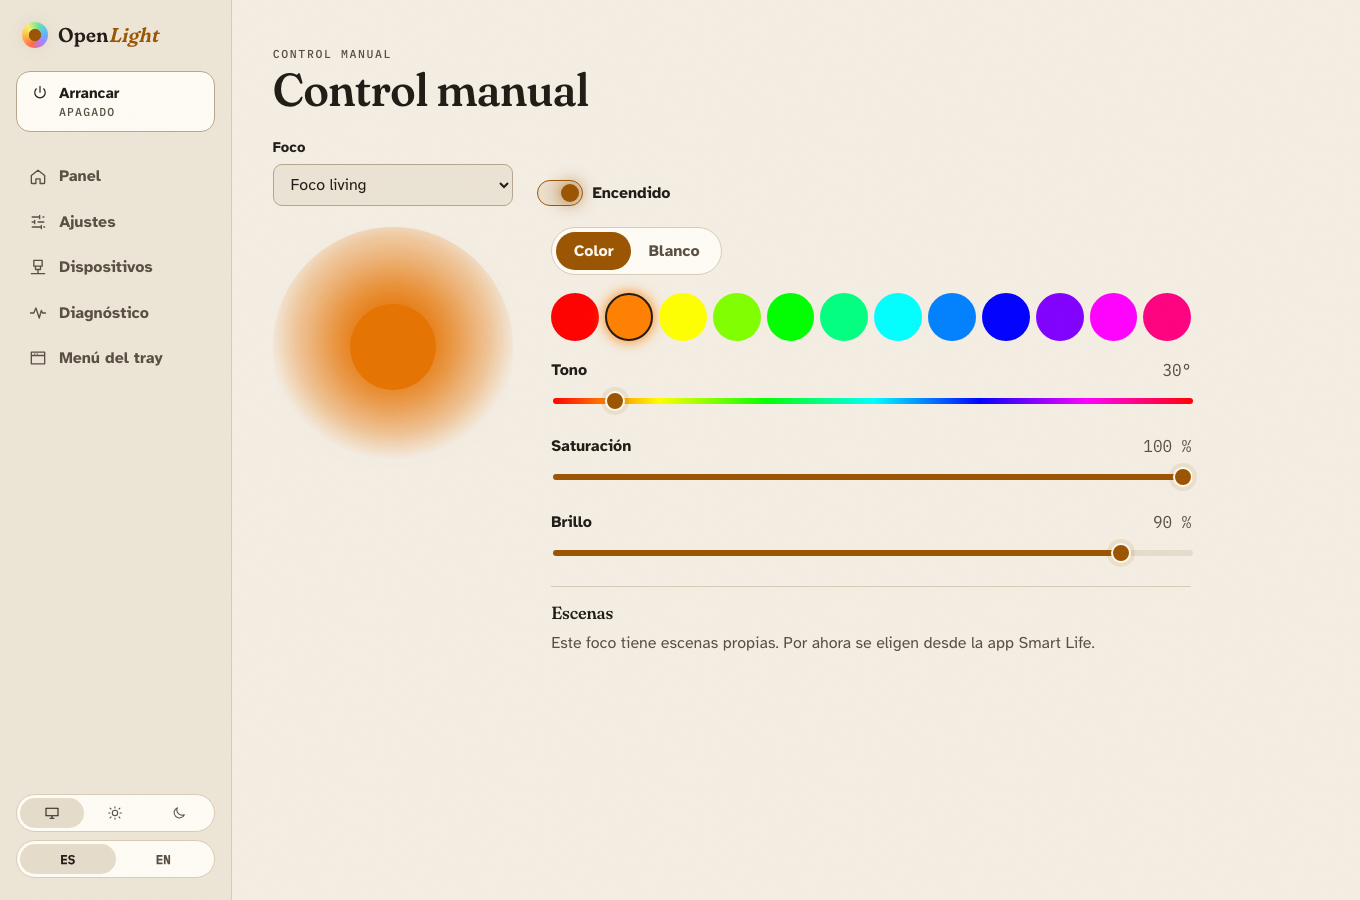 OpenLight
Arrancar
APAGADO
Panel
Ajustes
Dispositivos
Diagnóstico
Menú del tray
ES EN
CONTROL MANUAL
Control manual
Foco
Foco living
Encendido
Color Blanco
Tono 30°
Saturación 100 %
Brillo 90 %
Escenas
Este foco tiene escenas propias. Por ahora se eligen desde la app Smart Life.